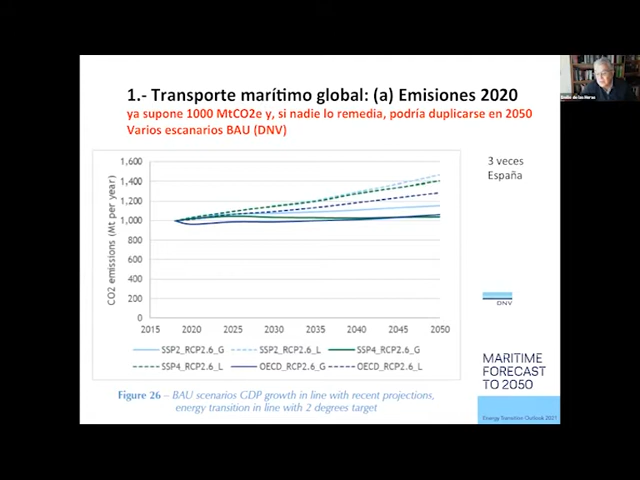 1.- Transporte marítimo global: (a) Emisiones 2020
ya supone 1000 MtCO2e y, si nadie lo remedia, podría duplicarse en 2050
Varios escanarios BAU (DNV)
3 veces
España
CO2 emissions (Mt per year)
1,600
1,400
1,200
1,000
800
600
400
200
0
2015 2020 2025 2030 2035 2040 2045 2050
SSP2_RCP2.6_G SSP2_RCP2.6_L SSP4_RCP2.6_G
SSP4_RCP2.6_L OECD_RCP2.6_G OECD_RCP2.6_L
Figure 26 – BAU scenarios GDP growth in line with recent projections,
energy transition in line with 2 degrees target
DNV
MARITIME
FORECAST
TO 2050
Energy Transition Outlook 2021